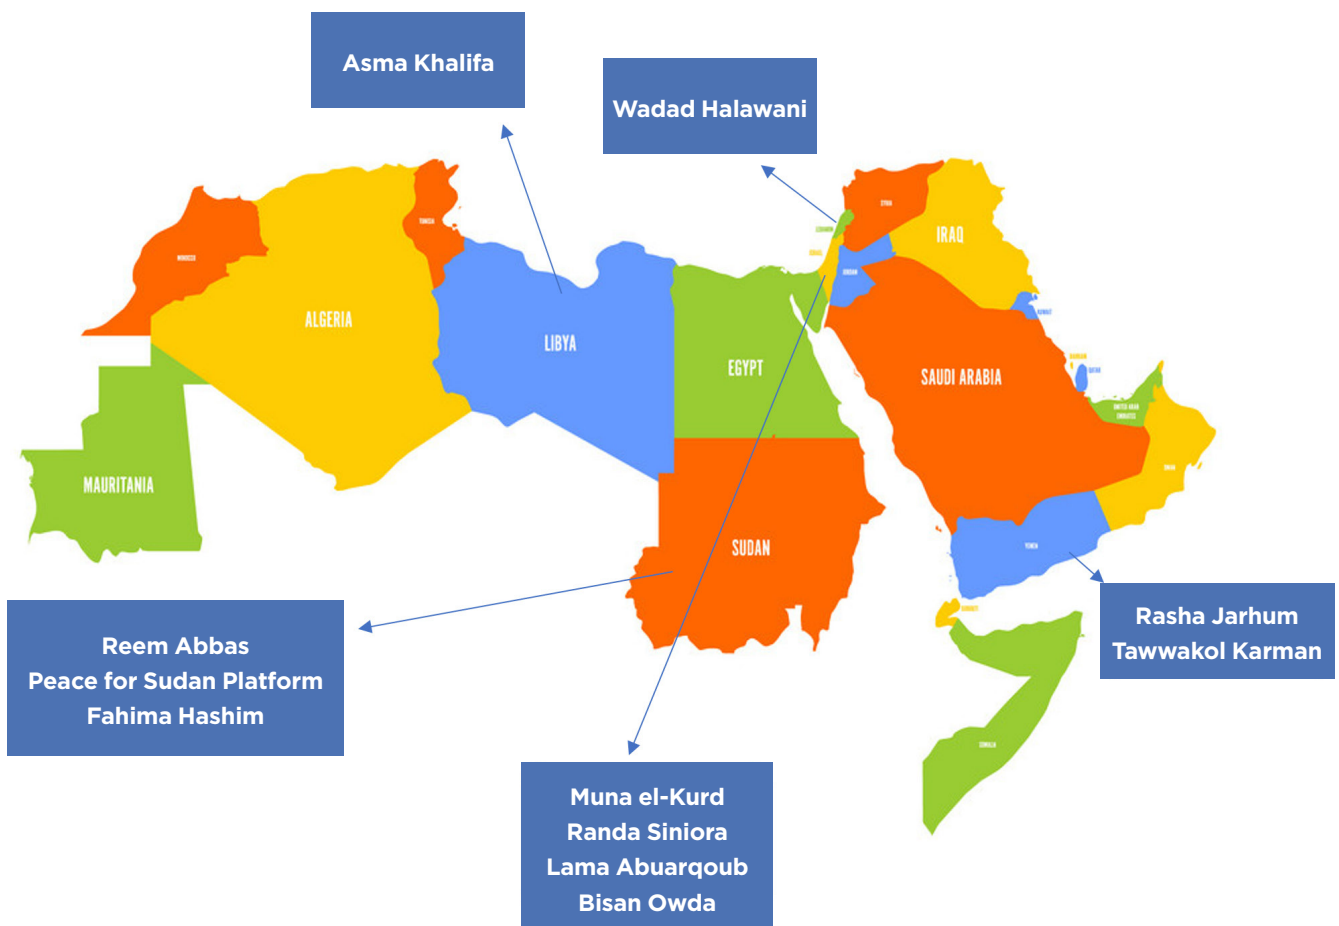 Asma Khalifa
Wadad Halawani
SYRIA
TUNISIA
LEBANON
IRAQ
ISRAEL
MOROCCO
JORDAN
KUWAIT
ALGERIA
LIBYA
BAHRAIN
EGYPT
QATAR
SAUDI ARABIA
UNITED ARAB
EMIRATES
OMAN
MAURITANIA
SUDAN
YEMEN
DJIBOUTI
Rasha Jarhum
Tawwakol Karman
Reem Abbas
Peace for Sudan Platform
Fahima Hashim
SOMALIA
Muna el-Kurd
Randa Siniora
Lama Abuarqoub
Bisan Owda